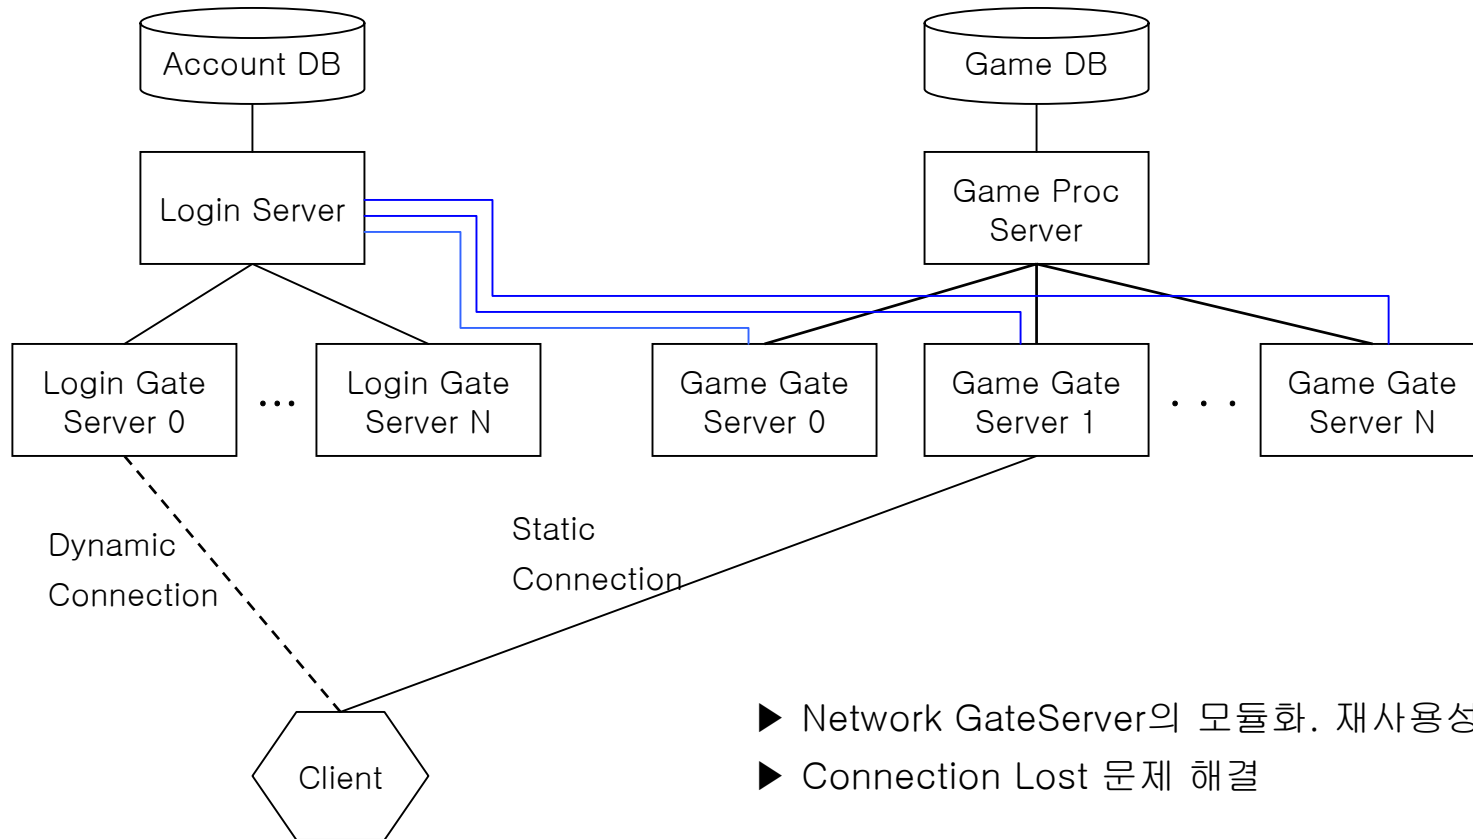 Account DB
Game DB
Login Server
Game Proc
Server
Login Gate
Server 0
...
Login Gate
Server N
Game Gate
Server 0
Game Gate
Server 1
. . .
Game Gate
Server N
Dynamic
Connection
Static
Connection
Client
▶ Network GateServer의 모듈화. 재사용성
▶ Connection Lost 문제 해결